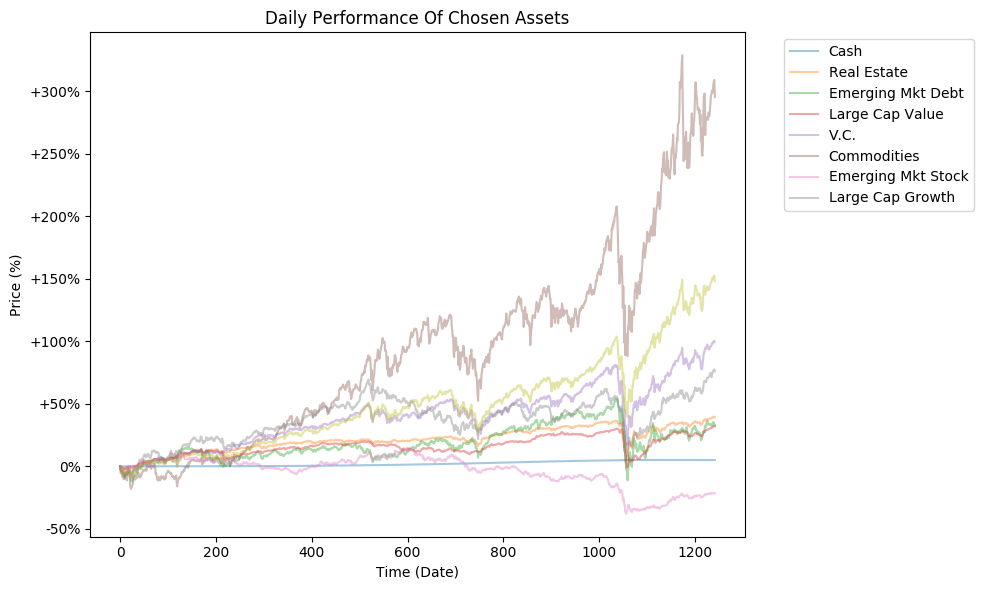 Daily Performance Of Chosen Assets
Price (%)
+300%
+250%
+200%
+150%
+100%
+50%
0%
-50%
0 200 400 600 800 1000 1200
Time (Date)
Cash
Real Estate
Emerging Mkt Debt
Large Cap Value
V.C.
Commodities
Emerging Mkt Stock
Large Cap Growth